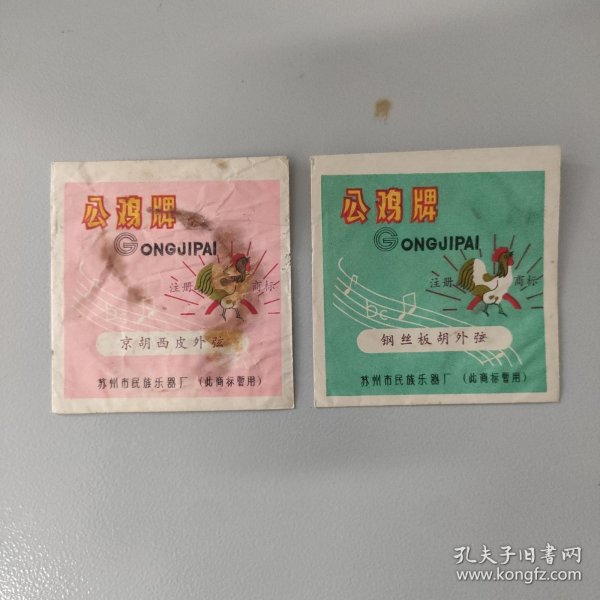 公鸡牌
GONGJIPAI
注册 商标
京胡西皮外弦
苏州市民族乐器厂 (此商标暂用)
公鸡牌
GONGJIPAI
注册 商标
bc
钢丝板胡外弦
苏州市民族乐器厂 (此商标暂用)
孔夫子旧书网
www.kongfz.com